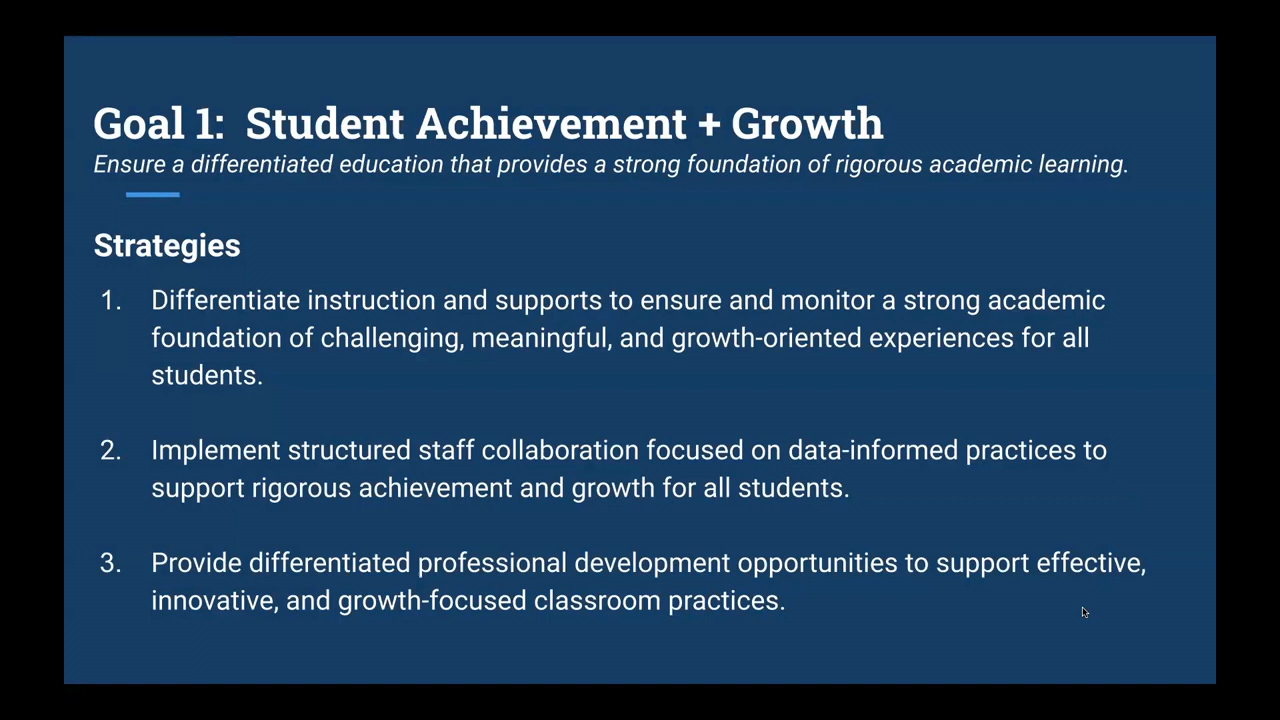 Goal 1:  Student Achievement + Growth
Ensure a differentiated education that provides a strong foundation of rigorous academic learning.
Strategies
1. Differentiate instruction and supports to ensure and monitor a strong academic
foundation of challenging, meaningful, and growth-oriented experiences for all
students.
2. Implement structured staff collaboration focused on data-informed practices to
support rigorous achievement and growth for all students.
3. Provide differentiated professional development opportunities to support effective,
innovative, and growth-focused classroom practices.